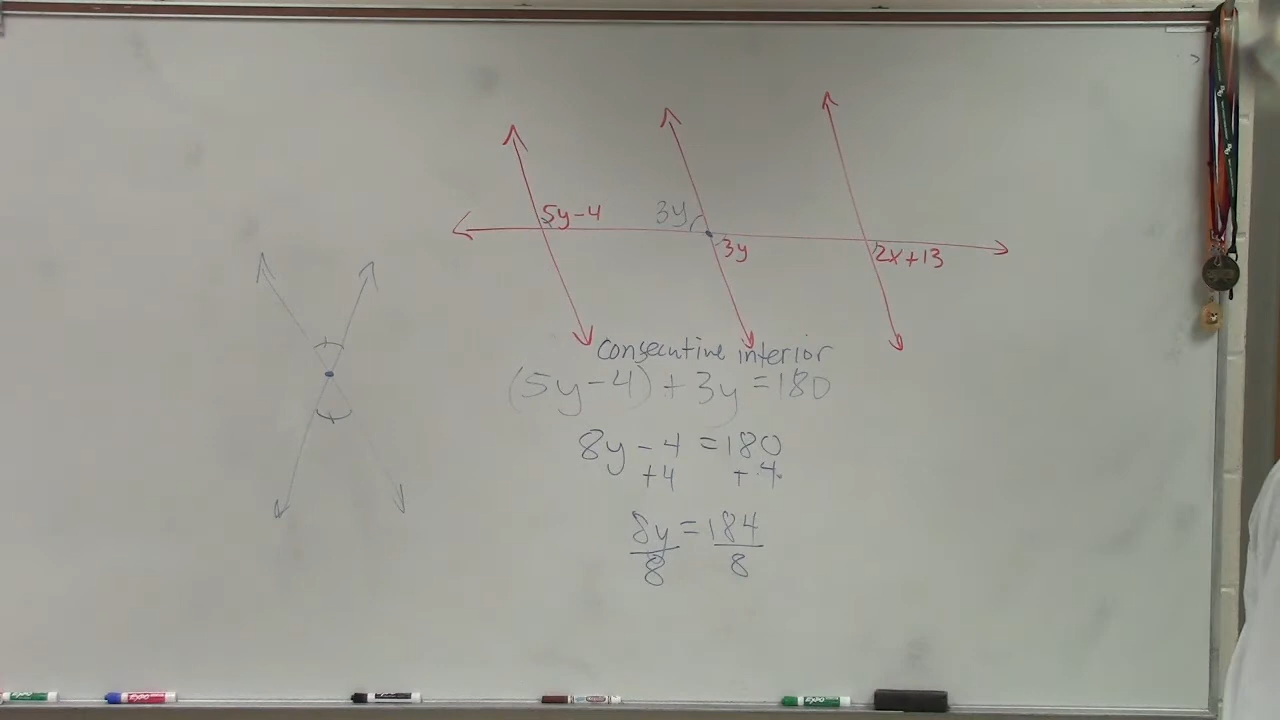 5y-4
3y
3y
2x+13
consecutive interior
(5y-4)+3y=180
8y-4=180
+4 +4
8y=184
8 8